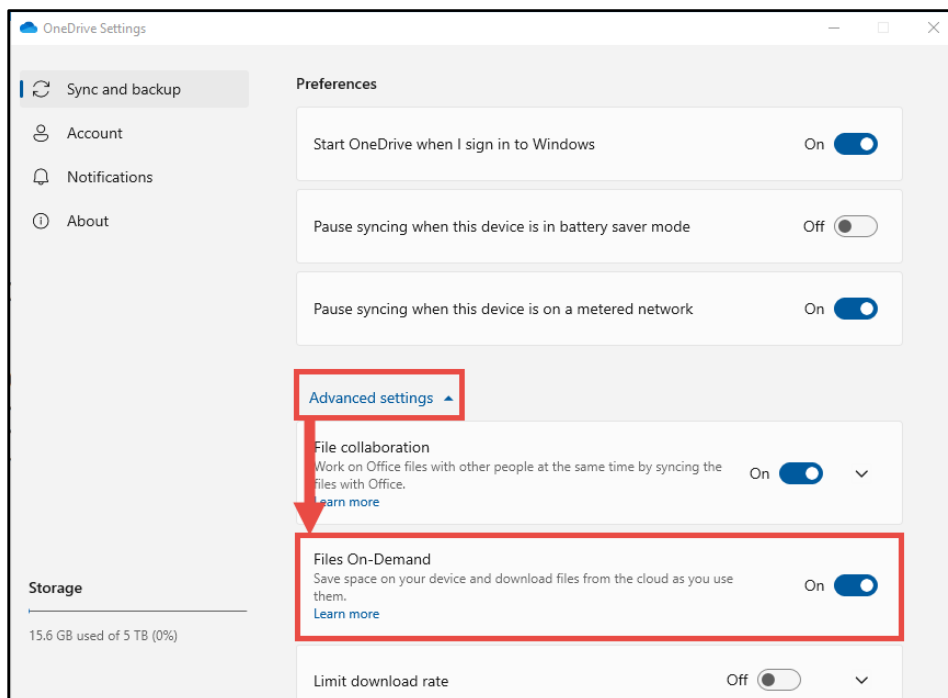 OneDrive Settings
Sync and backup
Account
Notifications
About
Storage
15.6 GB used of 5 TB (0%)
Preferences
Start OneDrive when I sign in to Windows
On
Pause syncing when this device is in battery saver mode
Off
Pause syncing when this device is on a metered network
On
Advanced settings
File collaboration
Work on Office files with other people at the same time by syncing the
files with Office.
Learn more
On
Files On-Demand
Save space on your device and download files from the cloud as you use
them.
Learn more
On
Limit download rate
Off